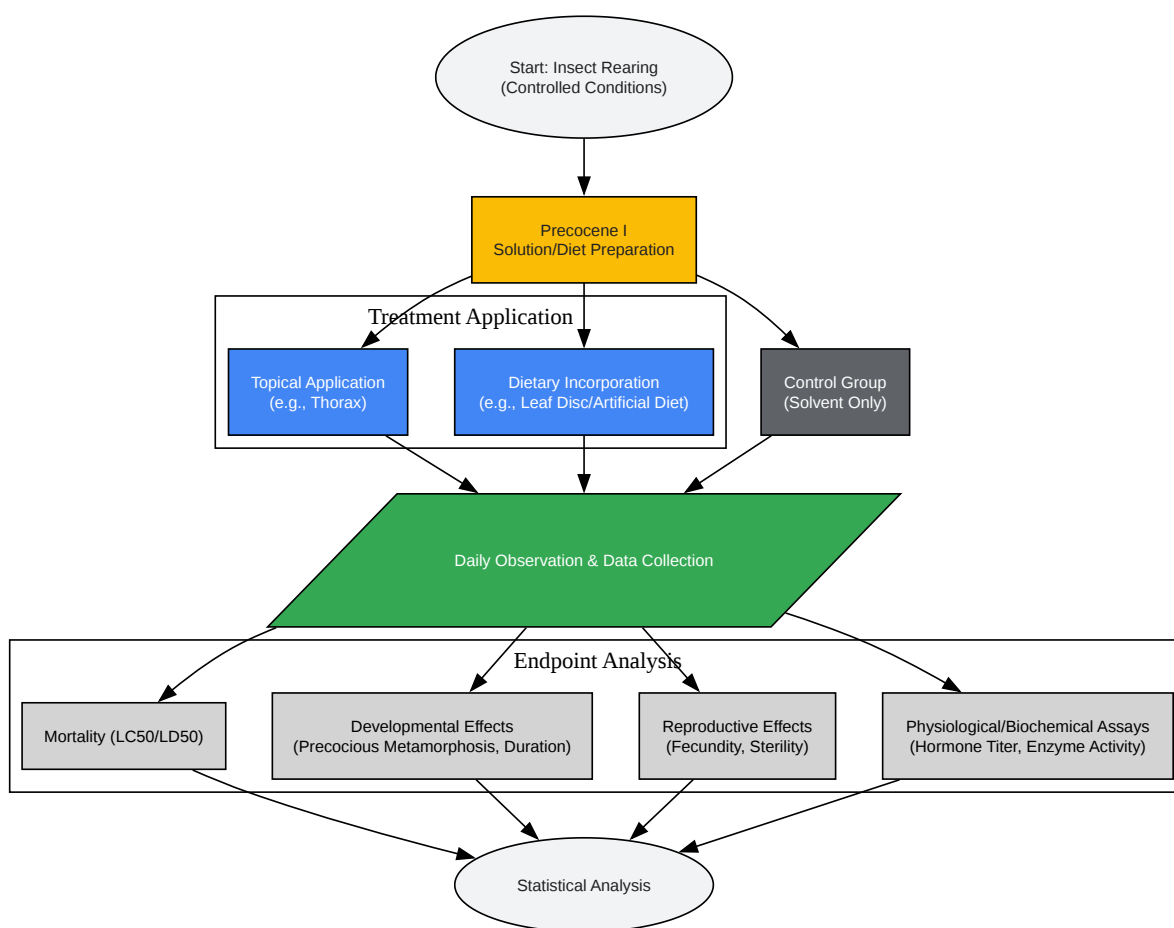 Start: Insect Rearing
(Controlled Conditions)
Precocene I
Solution/Diet Preparation
Treatment Application
Topical Application
(e.g., Thorax)
Dietary Incorporation
(e.g., Leaf Disc/Artificial Diet)
Control Group
(Solvent Only)
Daily Observation & Data Collection
Endpoint Analysis
Mortality (LC50/LD50)
Developmental Effects
(Precocious Metamorphosis, Duration)
Reproductive Effects
(Fecundity, Sterility)
Physiological/Biochemical Assays
(Hormone Titer, Enzyme Activity)
Statistical Analysis